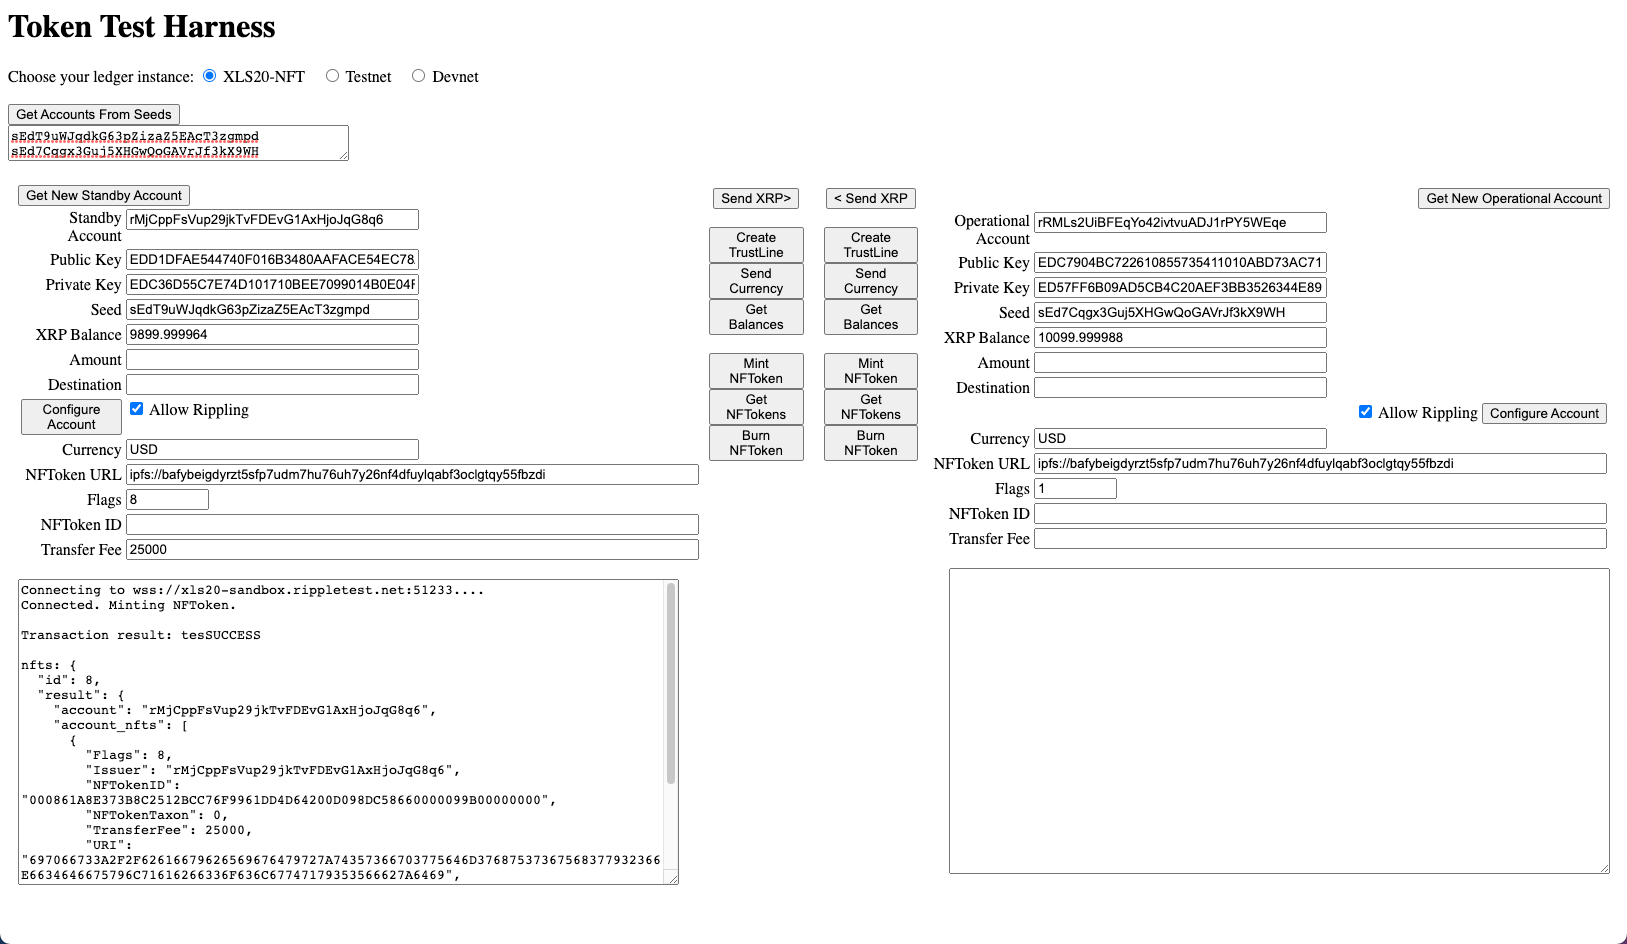 Token Test Harness
Choose your ledger instance: XLS20-NFT Testnet Devnet
Get Accounts From Seeds
sEdT9uWJqdkG63pZizaZ5EAcT3zgmpd
sEd7Cqgx3Guj5XHGwQoGAVrJf3kX9WH
Get New Standby Account
Standby Account rMjCppFsVup29jkTvFDEvG1AxHjoJqG8q6
Public Key EDD1DFAE544740F016B3480AAFACE54EC78
Private Key EDC36D55C7E74D101710BEE7099014B0E04F
Seed sEdT9uWJqdkG63pZizaZ5EAcT3zgmpd
XRP Balance 9899.999964
Amount
Destination
Configure Account Allow Rippling
Currency USD
NFToken URL ipfs://bafybeigdyrzt5sfp7udm7hu76uh7y26nf4dfuylqabf3oclgtqy55fbzdi
Flags 8
NFToken ID
Transfer Fee 25000
Send XRP> < Send XRP
Create TrustLine Create TrustLine
Send Currency Send Currency
Get Balances Get Balances
Mint NFToken Mint NFToken
Get NFTokens Get NFTokens
Burn NFToken Burn NFToken
Get New Operational Account
Operational Account rRMLs2UiBFEqYo42ivtvuADJ1rPY5WEqe
Public Key EDC7904BC722610855735411010ABD73AC71
Private Key ED57FF6B09AD5CB4C20AEF3BB3526344E89
Seed sEd7Cqgx3Guj5XHGwQoGAVrJf3kX9WH
XRP Balance 10099.999988
Amount
Destination
Allow Rippling Configure Account
Currency USD
NFToken URL ipfs://bafybeigdyrzt5sfp7udm7hu76uh7y26nf4dfuylqabf3oclgtqy55fbzdi
Flags 1
NFToken ID
Transfer Fee
Connecting to wss://xls20-sandbox.rippletest.net:51233....
Connected. Minting NFToken.
Transaction result: tesSUCCESS
nfts: {
"id": 8,
"result": {
"account": "rMjCppFsVup29jkTvFDEvG1AxHjoJqG8q6",
"account_nfts": [
{
"Flags": 8,
"Issuer": "rMjCppFsVup29jkTvFDEvG1AxHjoJqG8q6",
"NFTokenID":
"000861A8E373B8C2512BCC76F9961DD4D64200D098DC58660000099B00000000",
"NFTokenTaxon": 0,
"TransferFee": 25000,
"URI":
"697066733A2F2F62616679626569676479727A74357366703775646D37687537367568377932366
E6634646675796C71616266336F636C67747179353566627A6469",